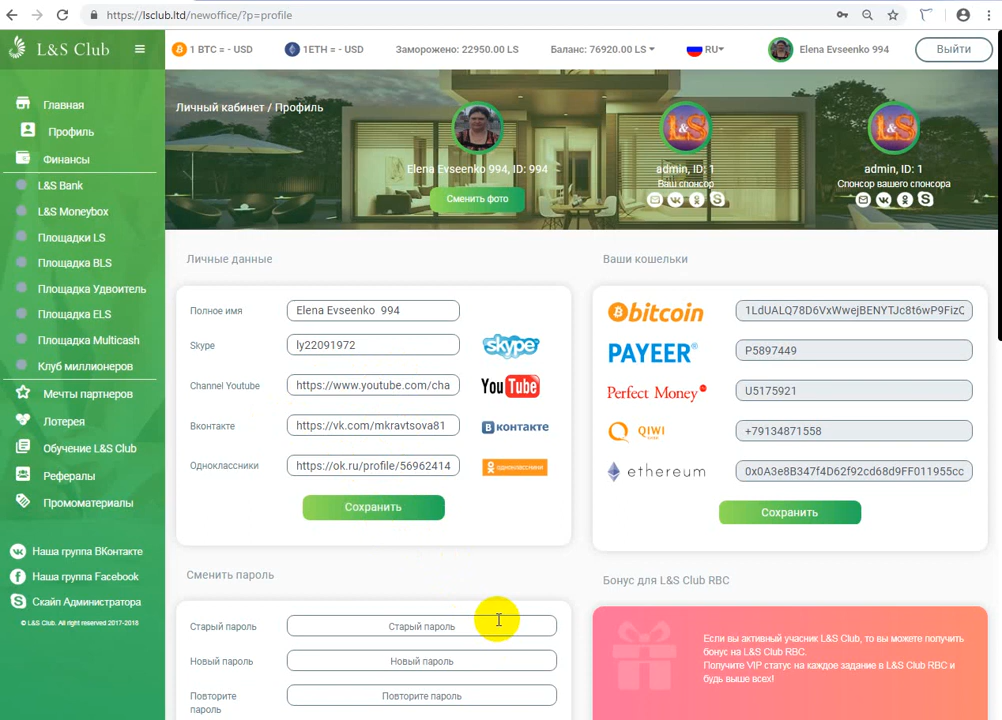 https://lsclub.ltd/newoffice/?p=profile
L&S Club
1 BTC = - USD
1ETH = - USD
Заморожено: 22950.00 LS
Баланс: 76920.00 LS
RU
Elena Evseenko 994
Выйти
Главная
Профиль
Финансы
L&S Bank
L&S Moneybox
Площадки LS
Площадка BLS
Площадка Удвоитель
Площадка ELS
Площадка Multicash
Клуб миллионеров
Мечты партнеров
Лотерея
Обучение L&S Club
Рефералы
Промоматериалы
Наша группа ВКонтакте
Наша группа Facebook
Скайп Администратора
© L&S Club. All right reserved 2017-2018
Личный кабинет / Профиль
Elena Evseenko 994, ID: 994
Сменить фото
L&S
admin, ID: 1
Ваш спонсор
L&S
admin, ID: 1
Спонсор вашего спонсора
Личные данные
Полное имя
Elena Evseenko 994
Skype
ly22091972
skype
Channel Youtube
https://www.youtube.com/cha
You Tube
Вконтакте
https://vk.com/mkravtsova81
В контакте
Одноклассники
https://ok.ru/profile/56962414
одноклассники
Сохранить
Ваши кошельки
bitcoin
1LdUALQ78D6VxWwejBENYTJc8t6wP9FizC
PAYEER
P5897449
Perfect Money
U5175921
QIWI
+79134871558
ethereum
0x0A3e8B347f4D62f92cd68d9FF011955cc
Сохранить
Сменить пароль
Старый пароль
Старый пароль
Новый пароль
Новый пароль
Повторите
пароль
Повторите пароль
Бонус для L&S Club RBC
Если вы активный учасник L&S Club, то вы можете получить
бонус на L&S Club RBC.
Получите VIP статус на каждое задание в L&S Club RBC и
будь выше всех!